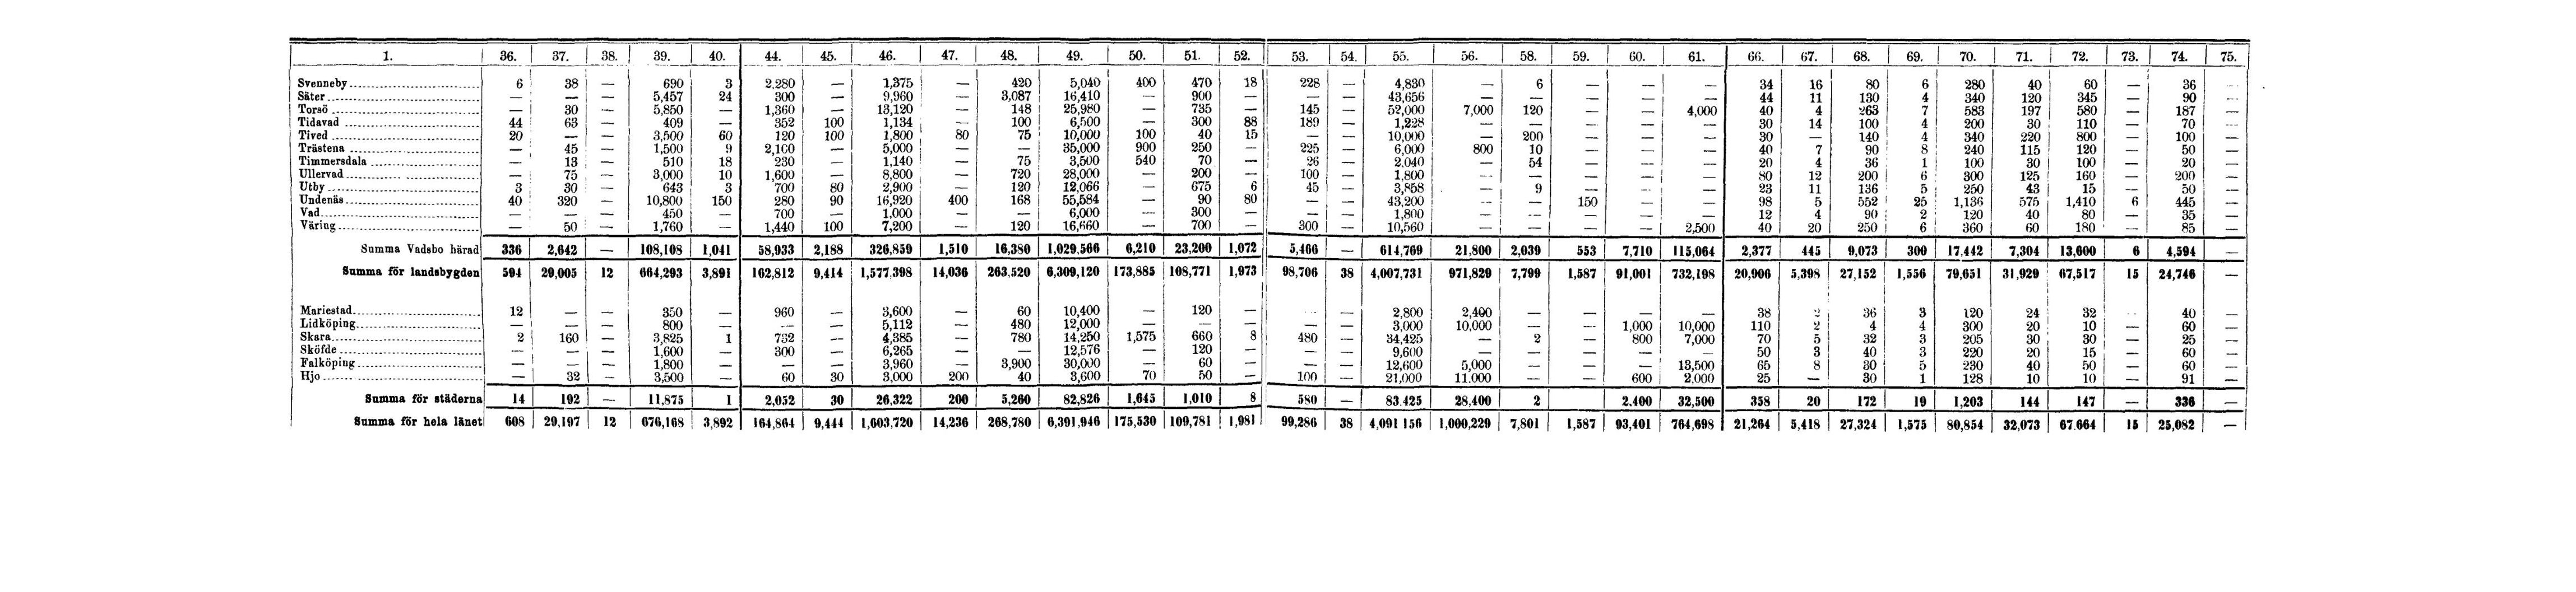 1. 36. 37. 38. 39. 40. 44. 45. 46. 47. 48. 49. 50. 51. 52. 53. 54. 55. 56. 58. 59. 60. 61. 66. 67. 68. 69. 70. 71. 72. 73. 74. 75.
Svenneby 6 38 — 690 3 2,280 — 1,375 — 420 5,040 400 470 18 228 — 4,830 — 6 — — — 34 16 80 6 280 40 60 — 36 —
Säter — — — 5,457 24 300 — 9,960 — 3,087 16,410 — 900 — — — 43,656 — — — — — 44 11 130 4 340 120 345 — 90 —
Torsö — 30 — 5,850 — 1,360 — 13,120 — 148 25,980 — 735 — 145 — 52,000 7,000 120 — — 4,000 40 4 263 7 583 197 580 — 187 —
Tidavad 44 63 — 409 — 352 100 1,134 — 100 6,500 — 300 88 189 — 1,228 — — — — — 30 14 100 4 200 30 110 — 70 —
Tived 20 — — 3,500 60 120 100 1,800 80 75 10,000 100 40 15 — — 10,000 — 200 — — — 30 — 140 4 340 220 800 — 100 —
Trästena — 45 — 1,500 9 2,160 — 5,000 — — 35,000 900 250 — 225 — 6,000 800 10 — — — 40 7 90 8 240 115 120 — 50 —
Timmersdala — 13 — 510 18 230 — 1,140 — 75 3,500 540 70 — 26 — 2,040 — 54 — — — 20 4 36 1 100 30 100 — 20 —
Ullervad — 75 — 3,000 10 1,600 — 8,800 — 720 28,000 — 200 — 100 — 1,800 — — — — — 80 12 200 6 300 125 160 — 200 —
Utby 3 30 — 643 3 700 80 2,900 — 120 12,066 — 675 6 45 — 3,858 — 9 — — — 23 11 136 5 250 43 15 — 50 —
Undenäs 40 320 — 10,800 150 280 90 16,920 400 168 55,584 — 90 80 — — 43,200 — — 150 — — 98 5 552 25 1,136 575 1,410 6 445 —
Vad — — — 450 — 700 — 1,000 — — 6,000 — 300 — — — 1,800 — — — — — 12 4 90 2 120 40 80 — 35 —
Väring — 50 — 1,760 — 1,440 100 7,200 — 120 16,660 — 700 — 300 — 10,560 — — — — 2,500 40 20 250 6 360 60 180 — 85 —
Summa Vadsbo härad 336 2,642 — 108,108 1,041 58,933 2,188 326,859 1,510 16,380 1,029,566 6,210 23,200 1,072 5,466 — 614,769 21,800 2,039 553 7,710 115,064 2,377 445 9,073 300 17,442 7,304 13,600 6 4,594 —
Summa för landsbygden 594 29,005 12 664,293 3,891 162,812 9,414 1,577,398 14,036 263,520 6,309,120 173,885 108,771 1,973 98,706 38 4,007,731 971,829 7,799 1,587 91,001 732,198 20,906 5,398 27,152 1,556 79,651 31,929 67,517 15 24,746 —
Mariestad 12 — — 350 — 960 — 3,600 — 60 10,400 — 120 — — — 2,800 2,400 — — — — 38 2 36 3 120 24 32 — 40 —
Lidköping — — — 800 — — — 5,112 — 480 12,000 — — — — — 3,000 10,000 — — 1,000 10,000 110 2 4 4 300 20 10 — 60 —
Skara 2 160 — 3,825 1 732 — 4,385 — 780 14,250 1,575 660 8 480 — 34,425 — 2 — 800 7,000 70 5 32 3 205 30 30 — 25 —
Sköfde — — — 1,600 — 300 — 6,265 — — 12,576 — 120 — — — 9,600 — — — — — 50 3 40 3 220 20 15 — 60 —
Falköping — — — 1,800 — — — 3,960 — 3,900 30,000 — 60 — — — 12,600 5,000 — — — 13,500 65 8 30 5 230 40 50 — 60 —
Hjo — 32 — 3,500 — 60 30 3,000 200 40 3,600 70 50 — 100 — 21,000 11,000 — — 600 2,000 25 — 30 1 128 10 10 — 91 —
Summa för städerna 14 192 — 11,875 1 2,052 30 26,322 200 5,260 82,826 1,645 1,010 8 580 — 83,425 28,400 2 2,400 32,500 358 20 172 19 1,203 144 147 — 336 —
Summa för hela länet 608 29,197 12 676,168 3,892 164,864 9,444 1,603,720 14,236 268,780 6,391,946 175,530 109,781 1,981 99,286 38 4,091 156 1,000,229 7,801 1,587 93,401 764,698 21,264 5,418 27,324 1,575 80,854 32,073 67,664 15 25,082 —